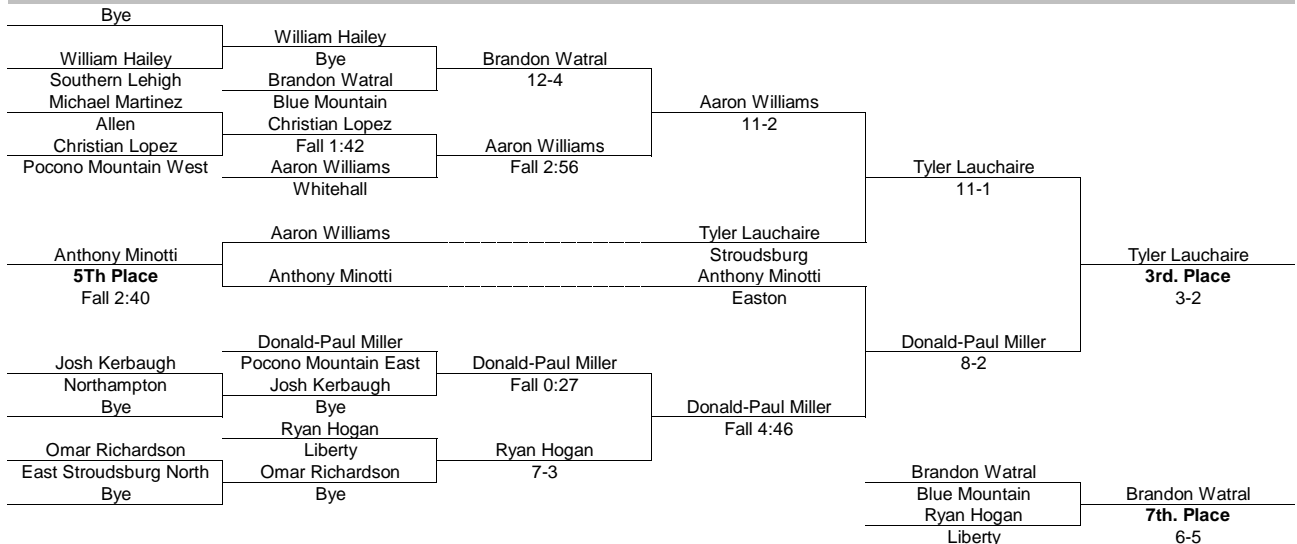 Bye
William Hailey
Southern Lehigh
Michael Martinez
Allen
Christian Lopez
Pocono Mountain West
William Hailey
Bye
Brandon Watral
Blue Mountain
Christian Lopez
Fall 1:42
Aaron Williams
Whitehall
Brandon Watral
12-4
Aaron Williams
Fall 2:56
Aaron Williams
11-2
Tyler Lauchaire
11-1
Anthony Minotti
5Th Place
Fall 2:40
Aaron Williams
Anthony Minotti
Tyler Lauchaire
Stroudsburg
Anthony Minotti
Easton
Tyler Lauchaire
3rd. Place
3-2
Josh Kerbaugh
Northampton
Bye
Omar Richardson
East Stroudsburg North
Bye
Donald-Paul Miller
Pocono Mountain East
Josh Kerbaugh
Bye
Ryan Hogan
Liberty
Omar Richardson
Bye
Donald-Paul Miller
Fall 0:27
Ryan Hogan
7-3
Donald-Paul Miller
Fall 4:46
Donald-Paul Miller
8-2
Brandon Watral
Blue Mountain
Ryan Hogan
Liberty
Brandon Watral
7th. Place
6-5